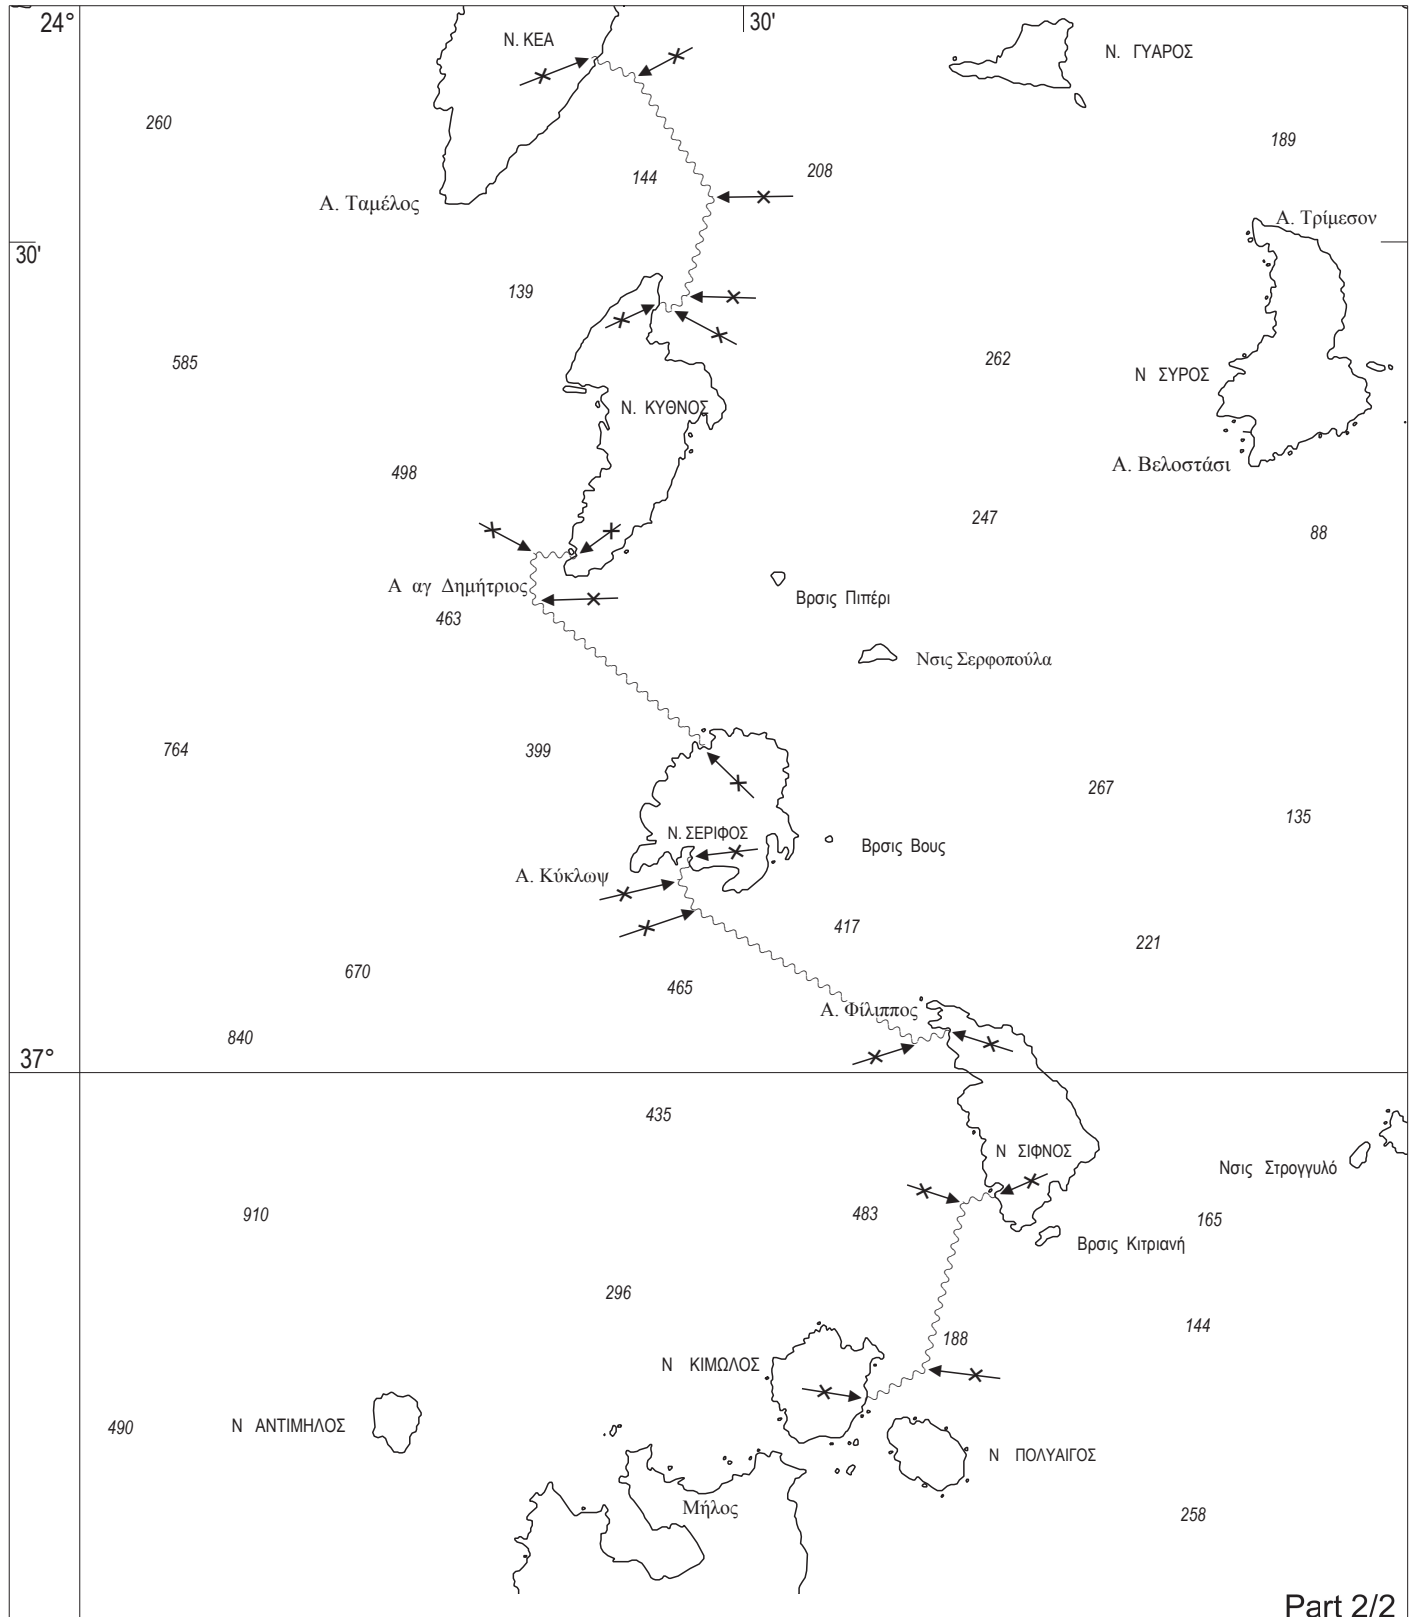 24°
30'
N. ΚΕΑ
Ν. ΓΥΑΡΟΣ
260
189
144
208
Α. Ταμέλος
Α. Τρίμεσον
30'
139
585
262
Ν ΣΥΡΟΣ
Ν. ΚΥΘΝΟΣ
498
Α. Βελοστάσι
247
88
Α αγ Δημήτριος
Βρσις Πιπέρι
463
Νσις Σερφοπούλα
764
399
267
135
Ν. ΣΕΡΙΦΟΣ
Βρσις Βους
Α. Κύκλωψ
417
221
670
465
Α. Φίλιππος
840
37°
435
Ν ΣΙΦΝΟΣ
Νσις Στρογγυλό
910
483
165
Βρσις Κιτριανή
296
144
188
Ν ΚΙΜΩΛΟΣ
490
Ν ΑΝΤΙΜΗΛΟΣ
Ν ΠΟΛΥΑΙΓΟΣ
Μήλος
258
Part 2/2